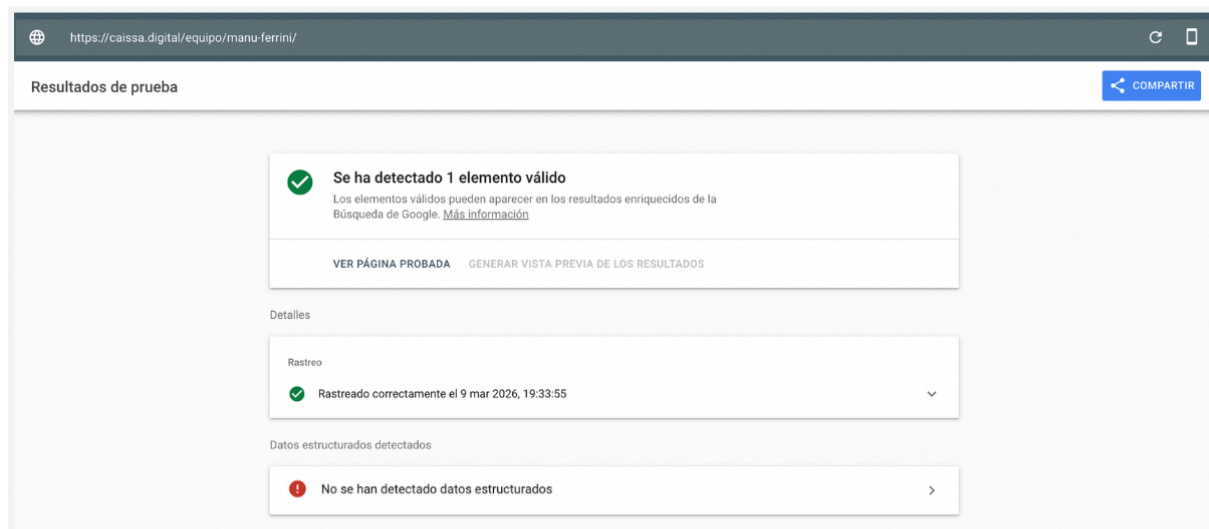 https://caissa.digital/equipo/manu-ferrini/
Resultados de prueba
COMPARTIR
Se ha detectado 1 elemento válido
Los elementos válidos pueden aparecer en los resultados enriquecidos de la
Búsqueda de Google. Más información
VER PÁGINA PROBADA GENERAR VISTA PREVIA DE LOS RESULTADOS
Detalles
Rastreo
Rastreado correctamente el 9 mar 2026, 19:33:55
Datos estructurados detectados
No se han detectado datos estructurados